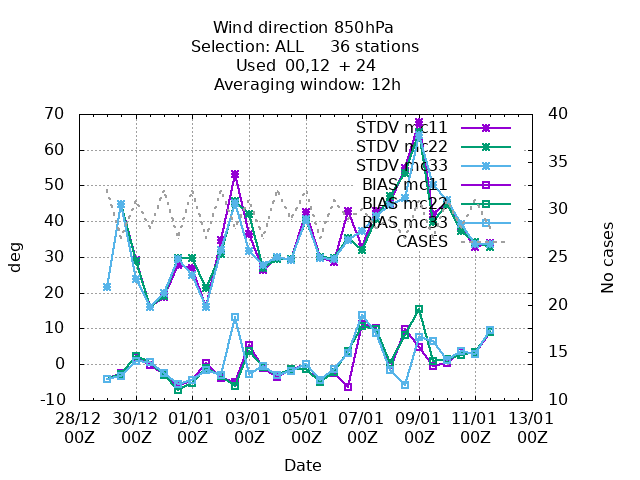 Wind direction 850hPa
Selection: ALL 36 stations
Used 00,12 + 24
Averaging window: 12h
70 40
STDV mc11
STDV mc22
60 35
STDV mc33
BIAS mc11
50
BIAS mc22
30
BIAS mc33
40
CASES
deg No cases
30 25
20 20
10
15
0
-10 10
28/12 30/12 01/01 03/01 05/01 07/01 09/01 11/01 13/01
00Z 00Z 00Z 00Z 00Z 00Z 00Z 00Z 00Z
Date